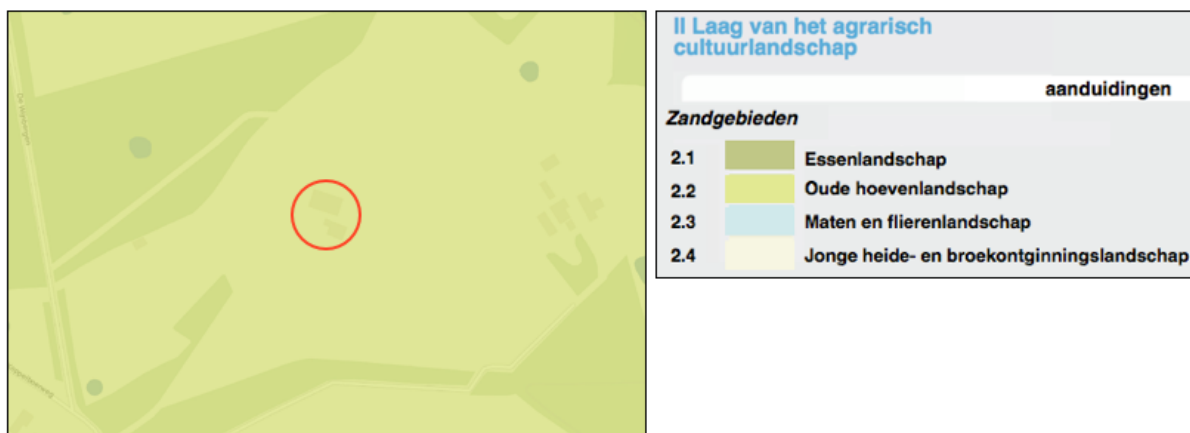 II Laag van het agrarisch
cultuurlandschap
aanduidingen
Zandgebieden
2.1 Essenlandschap
2.2 Oude hoevenlandschap
2.3 Maten en flierenlandschap
2.4 Jonge heide- en broekontginningslandschap